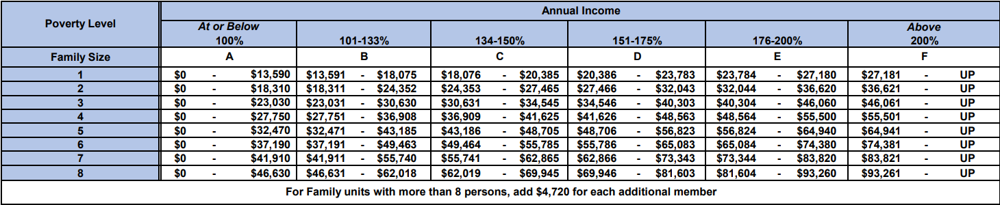 Annual Income
Poverty Level
At or Below
100% 101-133% 134-150% 151-175% 176-200% Above
200%
Family Size A B C D E F
1 $0 - $13,590 $13,591 - $18,075 $18,076 - $20,385 $20,386 - $23,783 $23,784 - $27,180 $27,181 - UP
2 $0 - $18,310 $18,311 - $24,352 $24,353 - $27,465 $27,466 - $32,043 $32,044 - $36,620 $36,621 - UP
3 $0 - $23,030 $23,031 - $30,630 $30,631 - $34,545 $34,546 - $40,303 $40,304 - $46,060 $46,061 - UP
4 $0 - $27,750 $27,751 - $36,908 $36,909 - $41,625 $41,626 - $48,563 $48,564 - $55,500 $55,501 - UP
5 $0 - $32,470 $32,471 - $43,185 $43,186 - $48,705 $48,706 - $56,823 $56,824 - $64,940 $64,941 - UP
6 $0 - $37,190 $37,191 - $49,463 $49,464 - $55,785 $55,786 - $65,083 $65,084 - $74,380 $74,381 - UP
7 $0 - $41,910 $41,911 - $55,740 $55,741 - $62,865 $62,866 - $73,343 $73,344 - $83,820 $83,821 - UP
8 $0 - $46,630 $46,631 - $62,018 $62,019 - $69,945 $69,946 - $81,603 $81,604 - $93,260 $93,261 - UP
For Family units with more than 8 persons, add $4,720 for each additional member